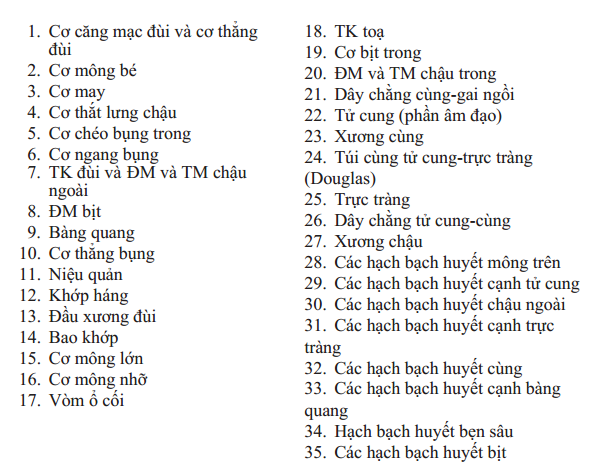 1. Cơ căng mạc đùi và cơ thẳng
đùi
2. Cơ mông bé
3. Cơ may
4. Cơ thắt lưng chậu
5. Cơ chéo bụng trong
6. Cơ ngang bụng
7. TK đùi và ĐM và TM chậu
ngoài
8. ĐM bịt
9. Bàng quang
10. Cơ thẳng bụng
11. Niệu quản
12. Khớp háng
13. Đầu xương đùi
14. Bao khớp
15. Cơ mông lớn
16. Cơ mông nhỡ
17. Vòm ổ cối
18. TK toạ
19. Cơ bịt trong
20. ĐM và TM chậu trong
21. Dây chằng cùng-gai ngồi
22. Tử cung (phần âm đạo)
23. Xương cùng
24. Túi cùng tử cung-trực tràng
(Douglas)
25. Trực tràng
26. Dây chằng tử cung-cùng
27. Xương chậu
28. Các hạch bạch huyết mông trên
29. Các hạch bạch huyết cạnh tử cung
30. Các hạch bạch huyết chậu ngoài
31. Các hạch bạch huyết cạnh trực
tràng
32. Các hạch bạch huyết cùng
33. Các hạch bạch huyết cạnh bàng
quang
34. Hạch bạch huyết bẹn sâu
35. Các hạch bạch huyết bịt